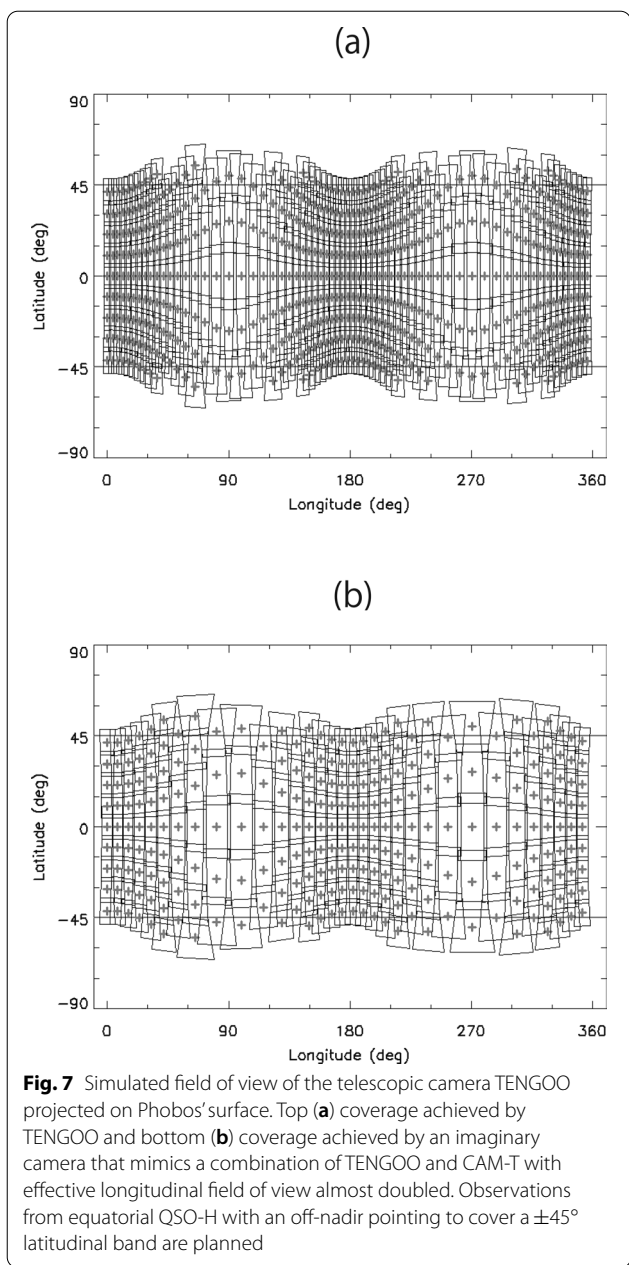 (a)
90
45
0
−45
−90
Latitude (deg)
0 90 180 270 360
Longitude (deg)
(b)
90
45
0
−45
−90
Latitude (deg)
0 90 180 270 360
Longitude (deg)
Fig. 7 Simulated field of view of the telescopic camera TENGOO
projected on Phobos’ surface. Top (a) coverage achieved by
TENGOO and bottom (b) coverage achieved by an imaginary
camera that mimics a combination of TENGOO and CAM-T with
effective longitudinal field of view almost doubled. Observations
from equatorial QSO-H with an off-nadir pointing to cover a ±45°
latitudinal band are planned